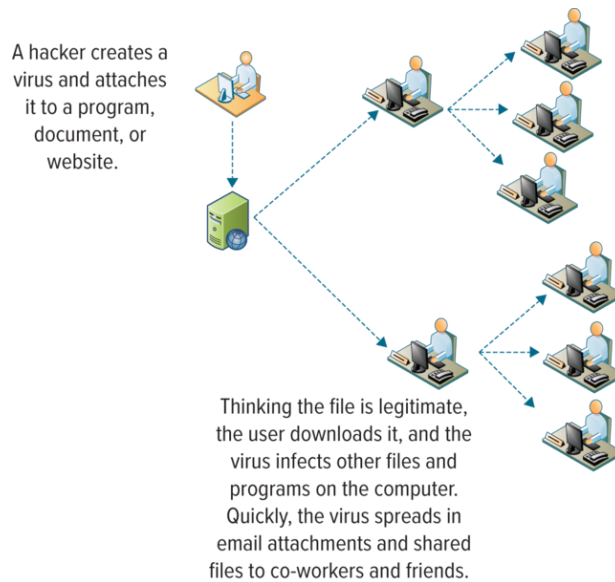 A hacker creates a
virus and attaches
it to a program,
document, or
website.
Thinking the file is legitimate,
the user downloads it, and the
virus infects other files and
programs on the computer.
Quickly, the virus spreads in
email attachments and shared
files to co-workers and friends.